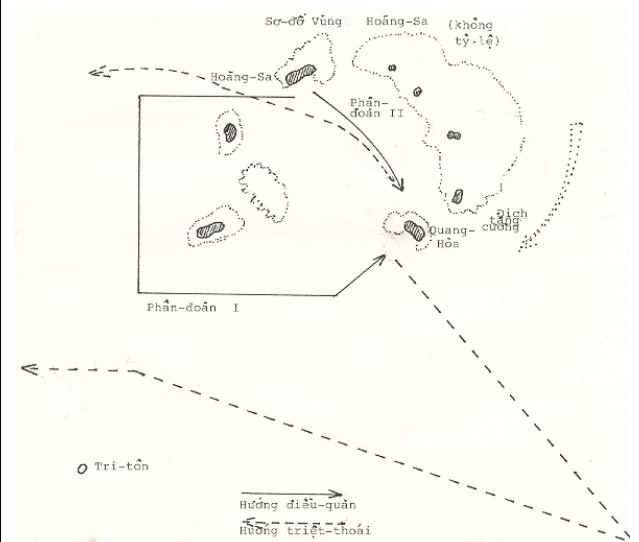 Sơ-đồ Vùng Hoàng-Sa (không
tỷ-lệ)
Hoàng-Sa
Phân-
đoàn II
Địch
tăng
cường
Quang-
Hòa
Phân-đoàn I
Tri-tôn
Hướng điều-quân
Hướng triệt-thoái